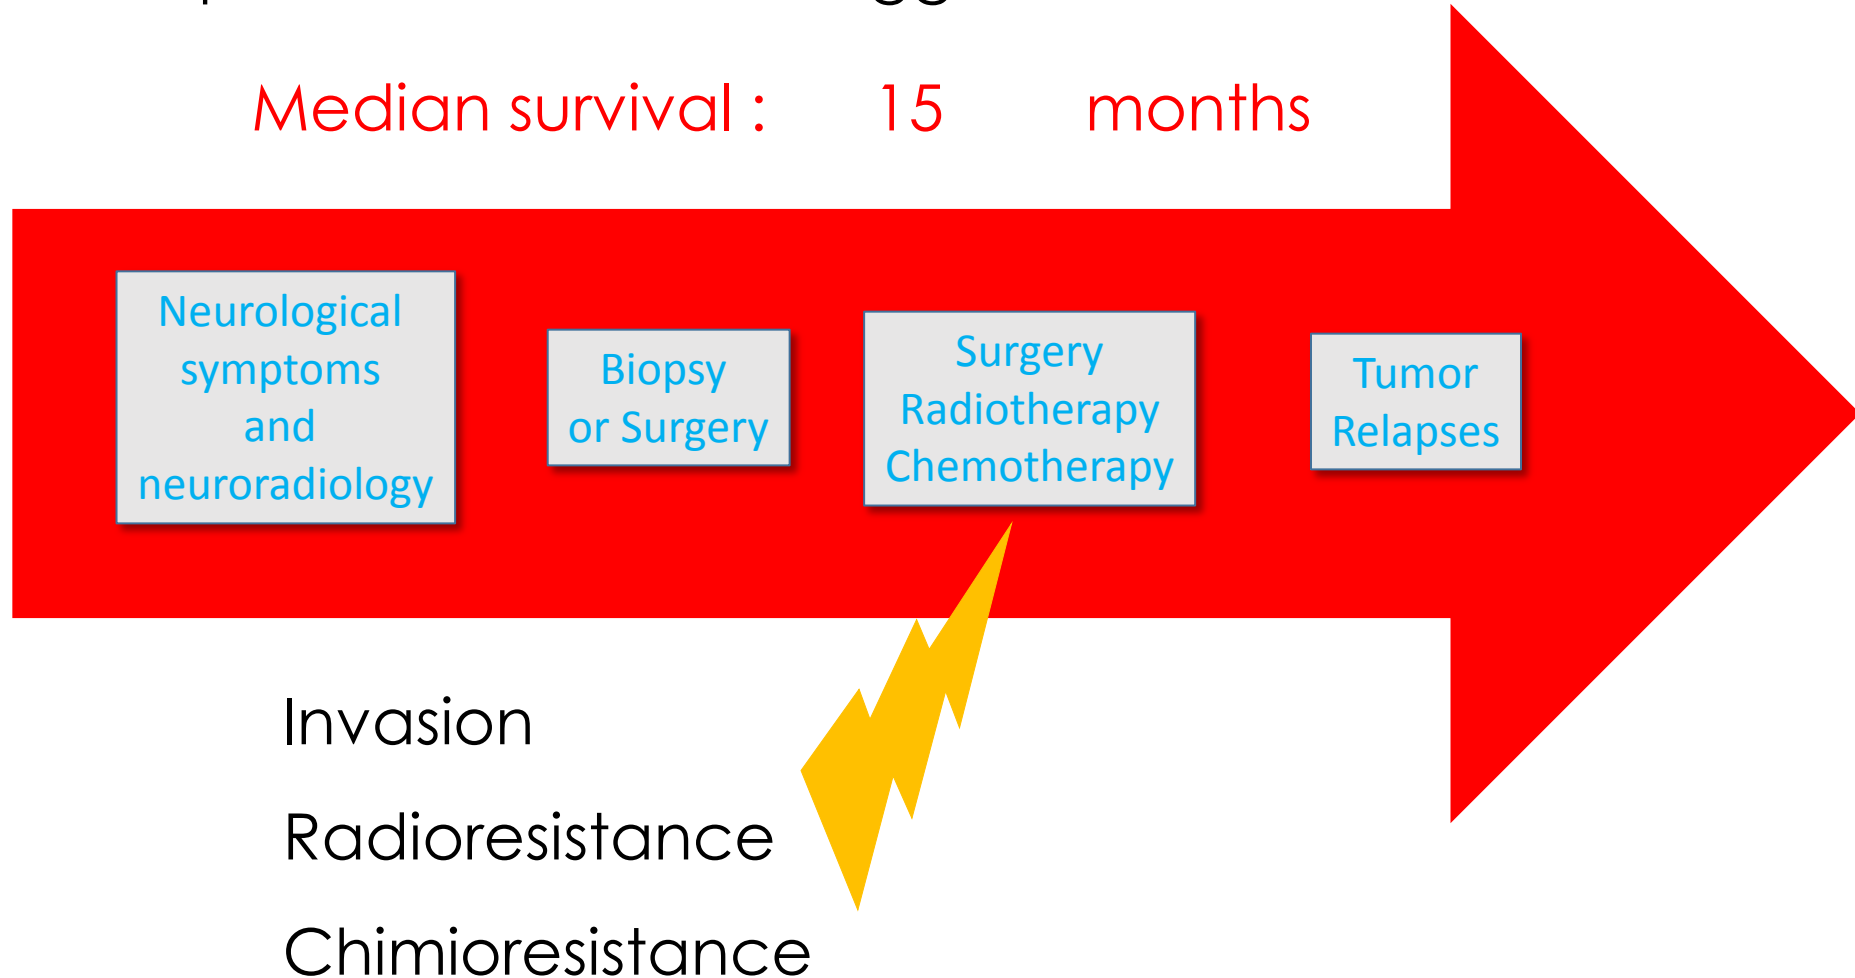 Median survival : 15 months
Neurological
symptoms
and
neuroradiology
Biopsy
or Surgery
Surgery
Radiotherapy
Chemotherapy
Tumor
Relapses
Invasion
Radioresistance
Chimioresistance